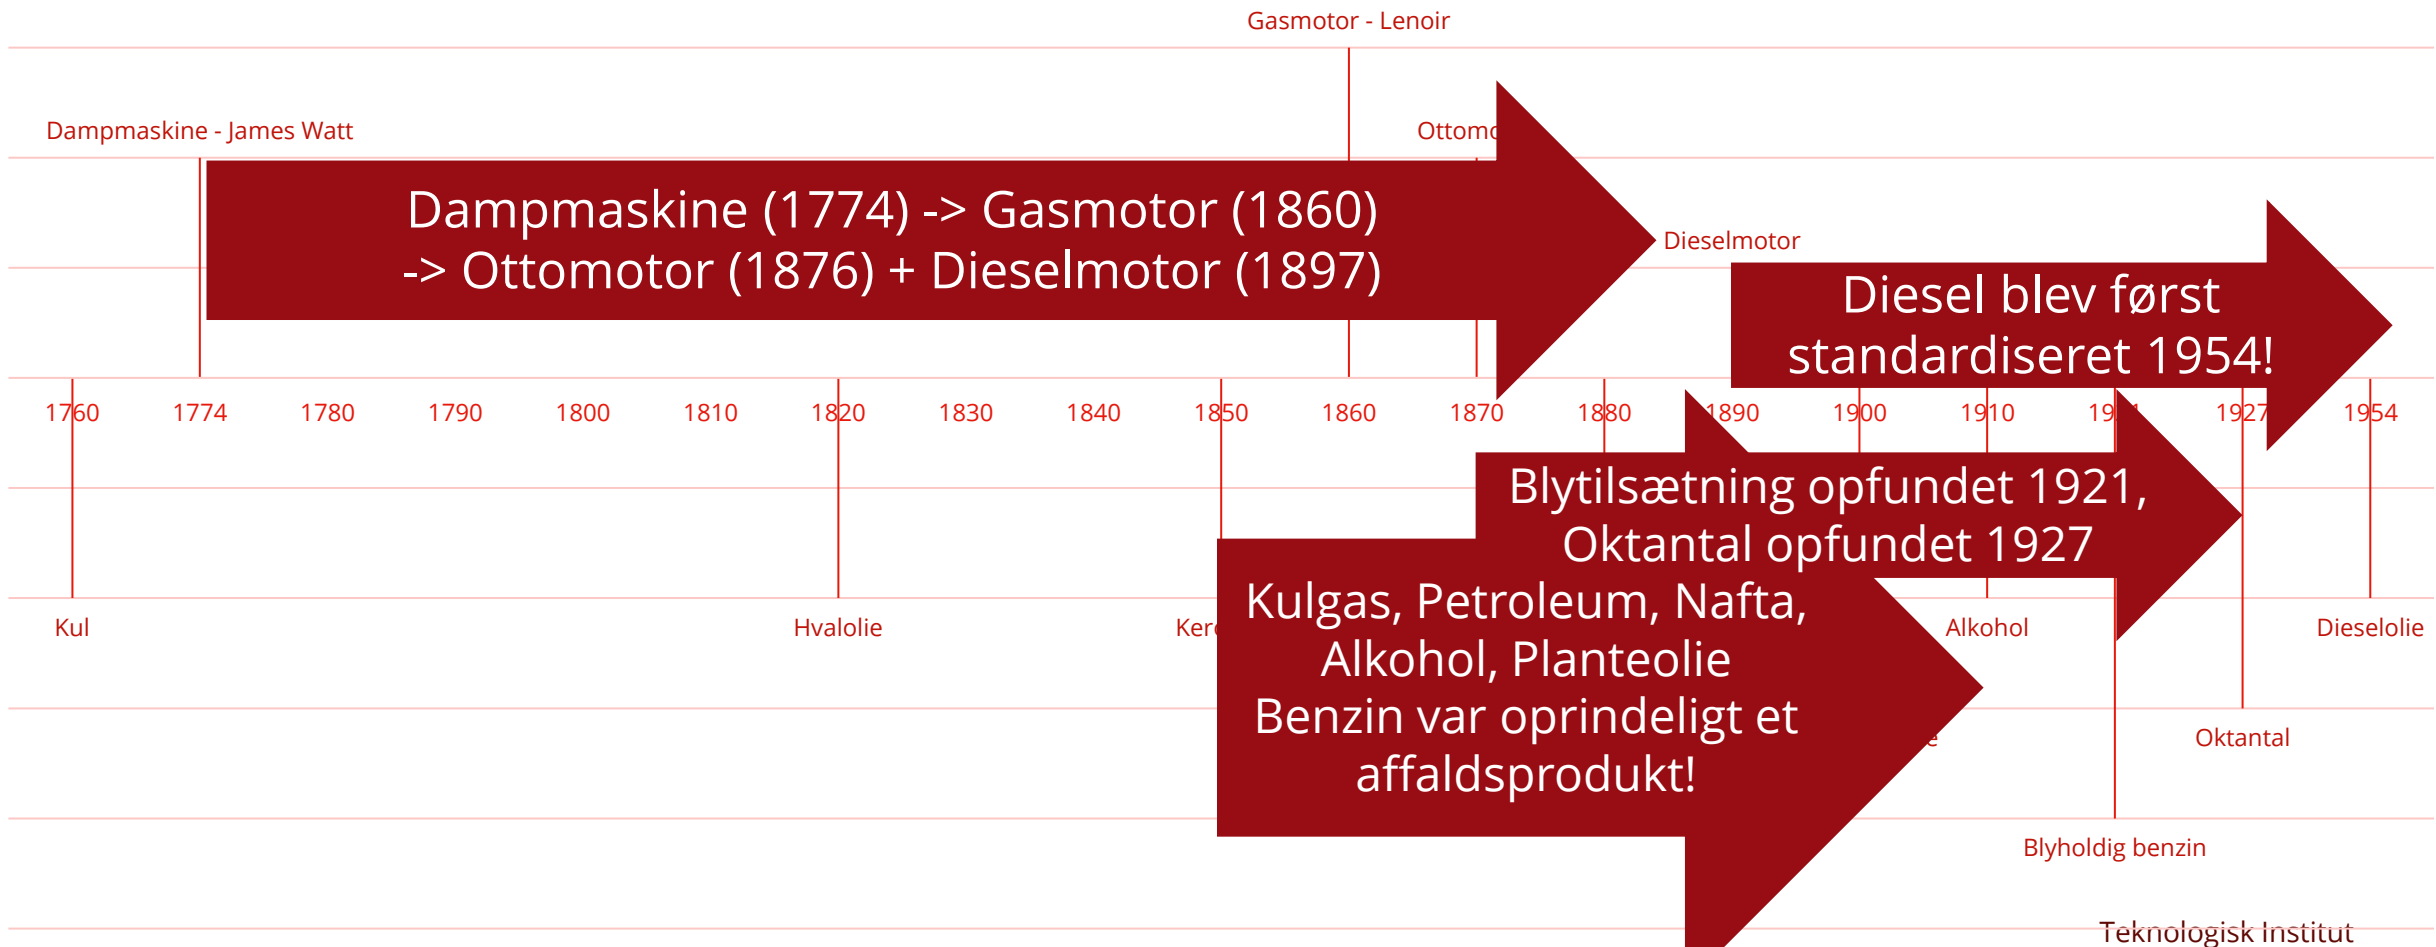 Gasmotor - Lenoir
Dampmaskine - James Watt
Dampmaskine (1774) -> Gasmotor (1860)
-> Ottomotor (1876) + Dieselmotor (1897)
Dieselmotor
Diesel blev først
standardiseret 1954!
1760 1774 1780 1790 1800 1810 1820 1830 1840 1850 1860 1870 1880 1890 1900 1910 1927 1954
Blytilsætning opfundet 1921,
Oktantal opfundet 1927
Kulgas, Petroleum, Nafta,
Alkohol, Planteolie
Benzin var oprindeligt et
affaldsprodukt!
Kul Hvalolie Alkohol Dieselolie
Oktantal
Blyholdig benzin
Teknologisk Institut